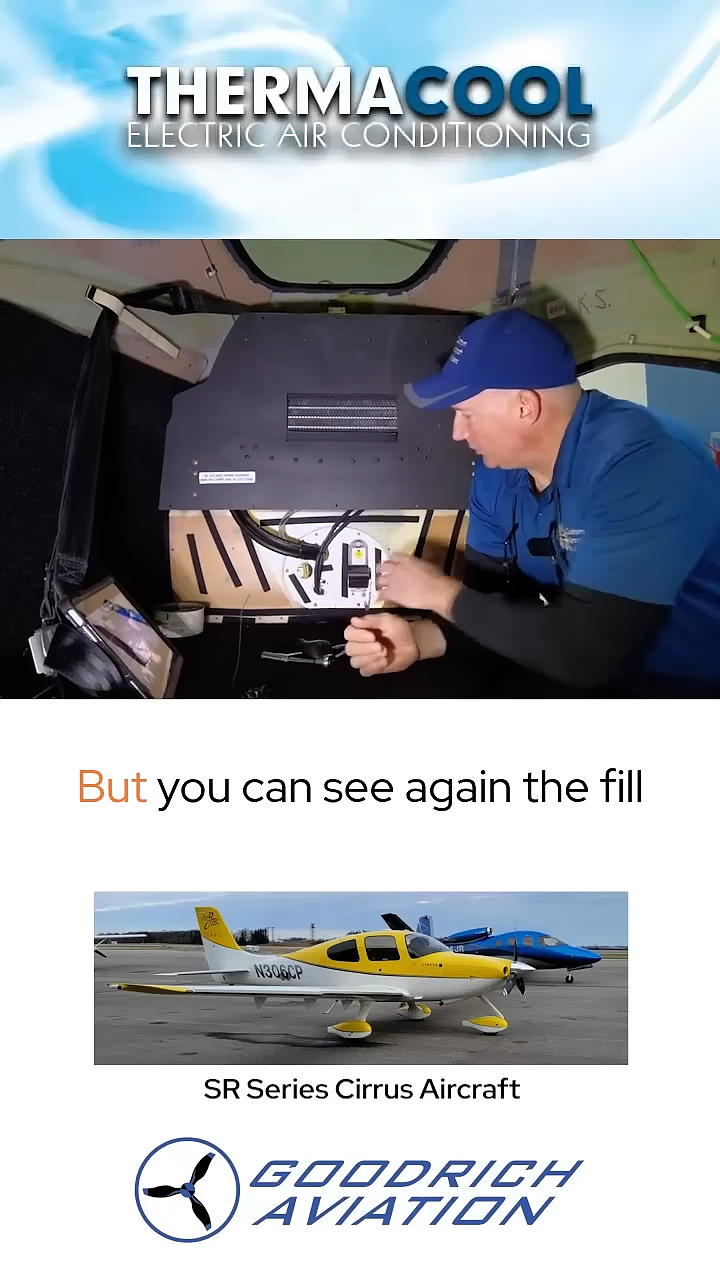 THERMACOOL
ELECTRIC AIR CONDITIONING
K.S.
But you can see again the fill
N306CP
SR Series Cirrus Aircraft
GOODRICH
AVIATION